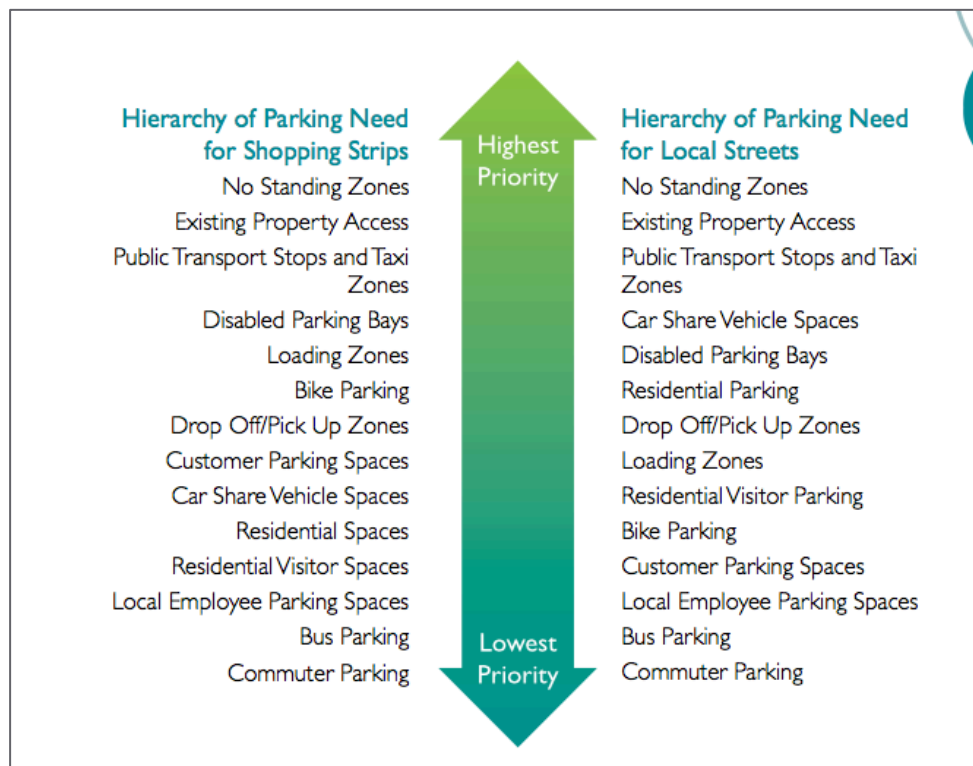 Hierarchy of Parking Need
for Shopping Strips
No Standing Zones
Existing Property Access
Public Transport Stops and Taxi
Zones
Disabled Parking Bays
Loading Zones
Bike Parking
Drop Off/Pick Up Zones
Customer Parking Spaces
Car Share Vehicle Spaces
Residential Spaces
Residential Visitor Spaces
Local Employee Parking Spaces
Bus Parking
Commuter Parking
Highest
Priority
Lowest
Priority
Hierarchy of Parking Need
for Local Streets
No Standing Zones
Existing Property Access
Public Transport Stops and Taxi
Zones
Car Share Vehicle Spaces
Disabled Parking Bays
Residential Parking
Drop Off/Pick Up Zones
Loading Zones
Residential Visitor Parking
Bike Parking
Customer Parking Spaces
Local Employee Parking Spaces
Bus Parking
Commuter Parking